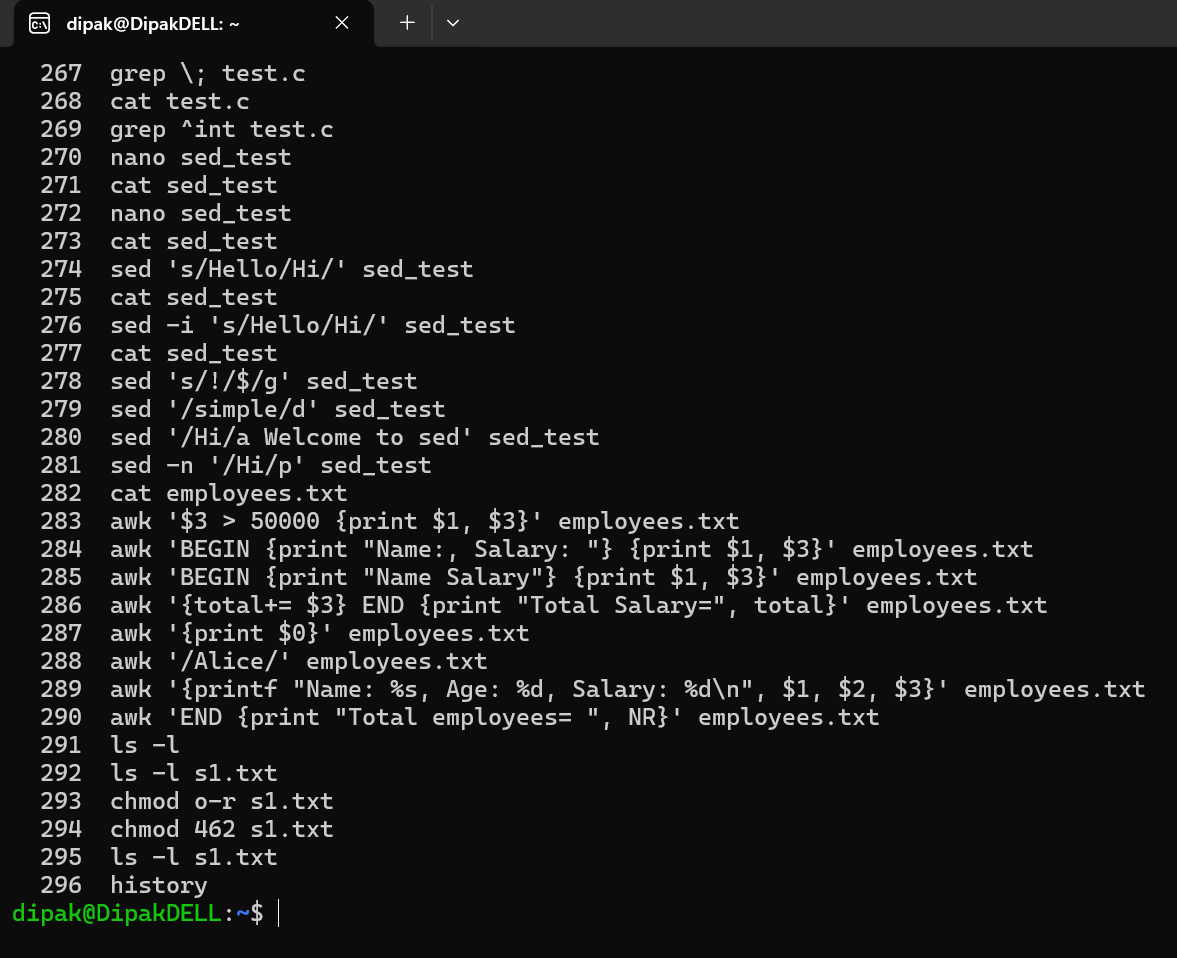 dipak@DipakDELL: ~
267 grep \; test.c
268 cat test.c
269 grep ^int test.c
270 nano sed_test
271 cat sed_test
272 nano sed_test
273 cat sed_test
274 sed 's/Hello/Hi/' sed_test
275 cat sed_test
276 sed -i 's/Hello/Hi/' sed_test
277 cat sed_test
278 sed 's/!/$/g' sed_test
279 sed '/simple/d' sed_test
280 sed '/Hi/a Welcome to sed' sed_test
281 sed -n '/Hi/p' sed_test
282 cat employees.txt
283 awk '$3 > 50000 {print $1, $3}' employees.txt
284 awk 'BEGIN {print "Name:, Salary: "} {print $1, $3}' employees.txt
285 awk 'BEGIN {print "Name Salary"} {print $1, $3}' employees.txt
286 awk '{total+= $3} END {print "Total Salary=", total}' employees.txt
287 awk '{print $0}' employees.txt
288 awk '/Alice/' employees.txt
289 awk '{printf "Name: %s, Age: %d, Salary: %d\n", $1, $2, $3}' employees.txt
290 awk 'END {print "Total employees= ", NR}' employees.txt
291 ls -l
292 ls -l s1.txt
293 chmod o-r s1.txt
294 chmod 462 s1.txt
295 ls -l s1.txt
296 history
dipak@DipakDELL:~$